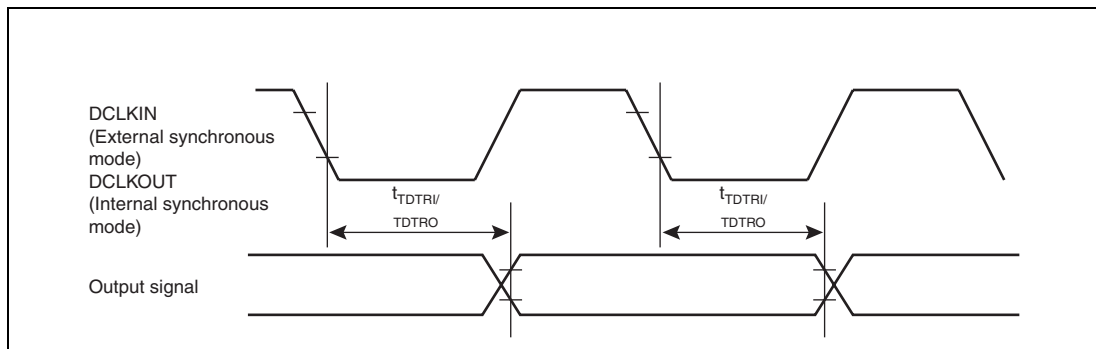 DCLKIN
(External synchronous
mode)
DCLKOUT
(Internal synchronous
mode)
tTDTRI/
TDTRO
tTDTRI/
TDTRO
Output signal